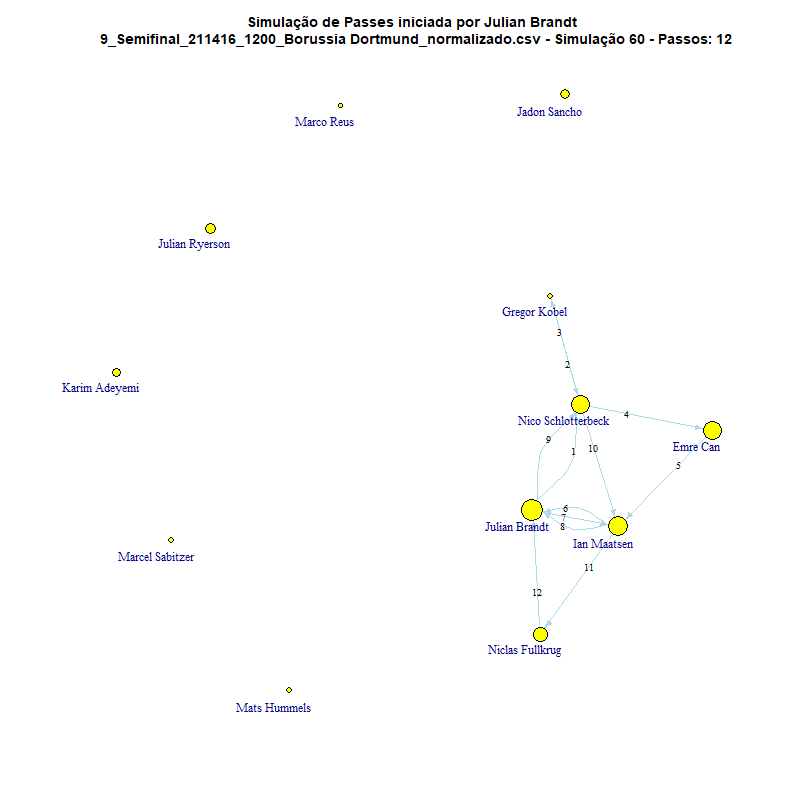 Simulação de Passes iniciada por Julian Brandt
9_Semifinal_211416_1200_Borussia Dortmund_normalizado.csv - Simulação 60 - Passos: 12
Marco Reus
Jadon Sancho
Julian Ryerson
Gregor Kobel
3
2
Karim Adeyemi
Nico Schlotterbeck
4
Emre Can
9
1
10
5
6
7
8
Julian Brandt
Ian Maatsen
Marcel Sabitzer
11
12
Niclas Fullkrug
Mats Hummels